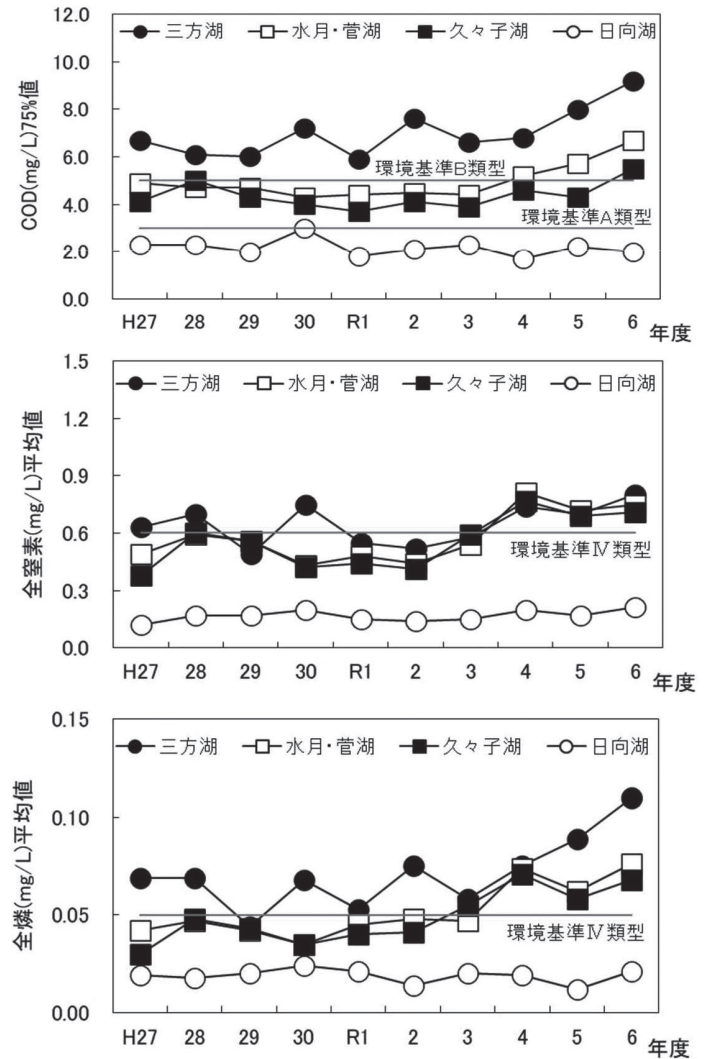 12.0
三方湖 水月・菅湖 久々子湖 日向湖
10.0
8.0
6.0
環境基準B類型
4.0
環境基準A類型
2.0
0.0
COD(mg/L)75%値
H27 28 29 30 R1 2 3 4 5 6 年度
1.5
三方湖 水月・菅湖 久々子湖 日向湖
1.2
0.9
0.6
環境基準Ⅳ類型
0.3
0.0
全窒素(mg/L)平均値
H27 28 29 30 R1 2 3 4 5 6 年度
0.15
三方湖 水月・菅湖 久々子湖 日向湖
0.10
0.05
環境基準Ⅳ類型
0.00
全燐(mg/L)平均値
H27 28 29 30 R1 2 3 4 5 6 年度